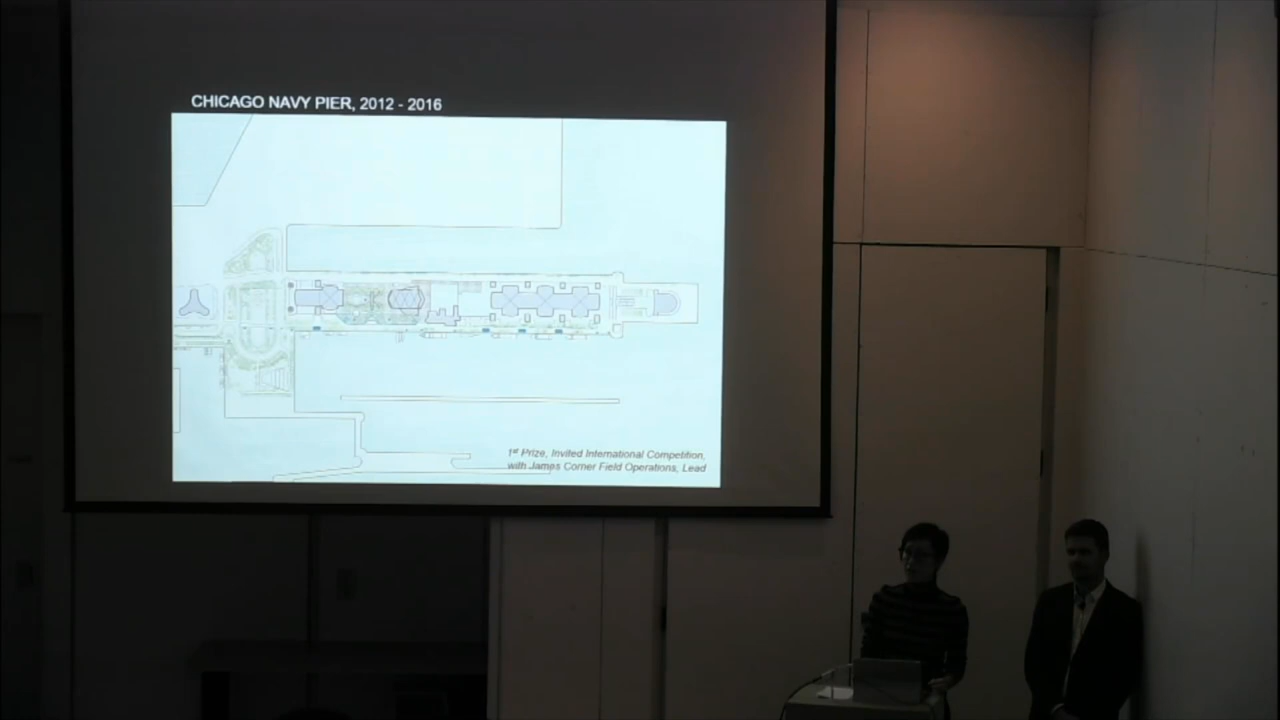 CHICAGO NAVY PIER, 2012 - 2016
1st Prize, Invited International Competition,
with James Corner Field Operations, Lead